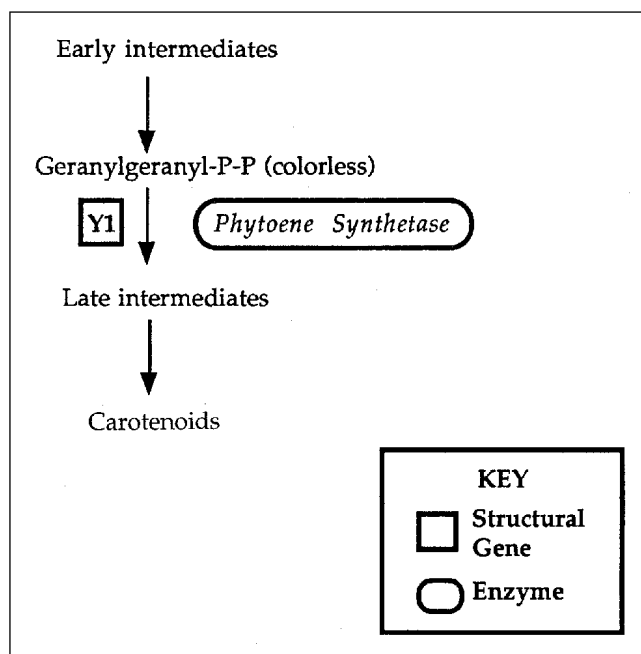 Early intermediates
Geranylgeranyl-P-P (colorless)
Y1
Phytoene Synthetase
Late intermediates
Carotenoids
KEY
Structural
Gene
Enzyme